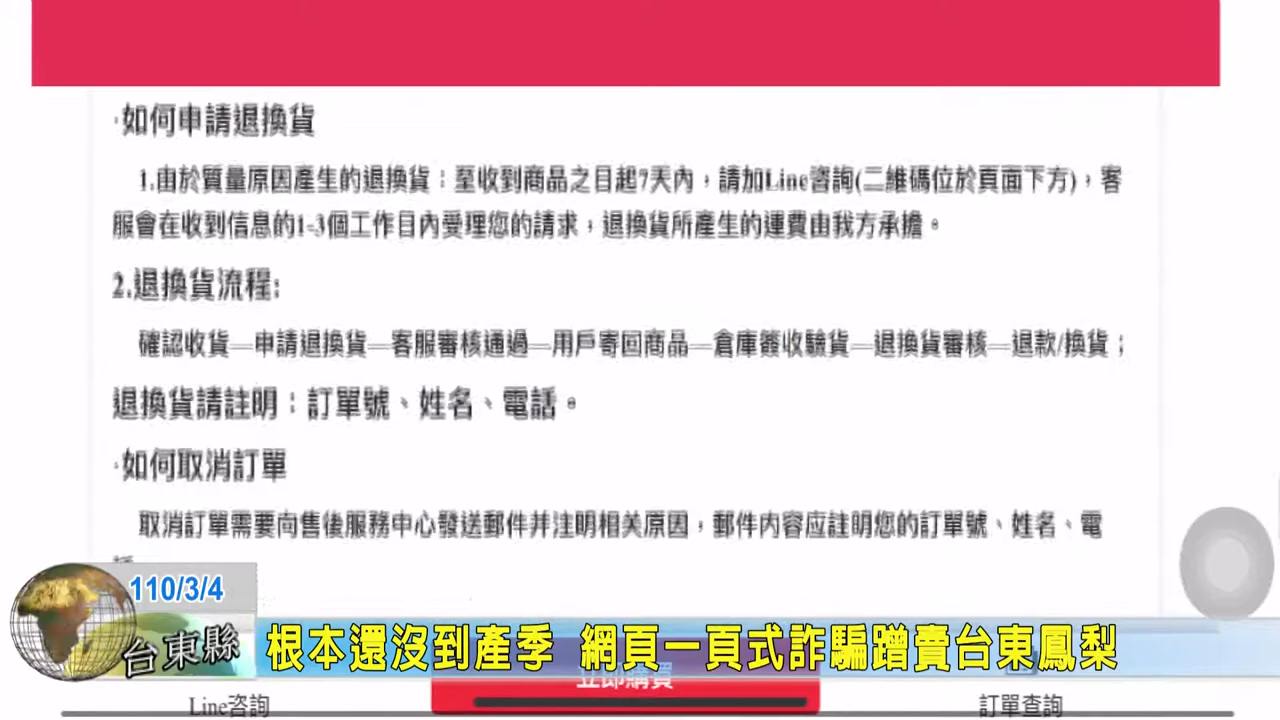 ·如何申請退換貨
1.由於質量原因產生的退換貨：至收到商品之日起7天內，請加Line咨詢(二維碼位於頁面下方)，客
服會在收到信息的1-3個工作日內受理您的請求，退換貨所產生的運費由我方承擔。
2.退換貨流程:
確認收貨—申請退換貨—客服審核通過—用戶寄回商品—倉庫簽收驗貨—退換貨審核—退款/換貨；
退換貨請註明：訂單號、姓名、電話。
·如何取消訂單
取消訂單需要向售後服務中心發送郵件并注明相关原因，郵件内容应註明您的訂單號、姓名、電
110/3/4
台東縣
根本還沒到產季 網頁一頁式詐騙蹭賣台東鳳梨
立即購買
Line咨詢
訂單查詢